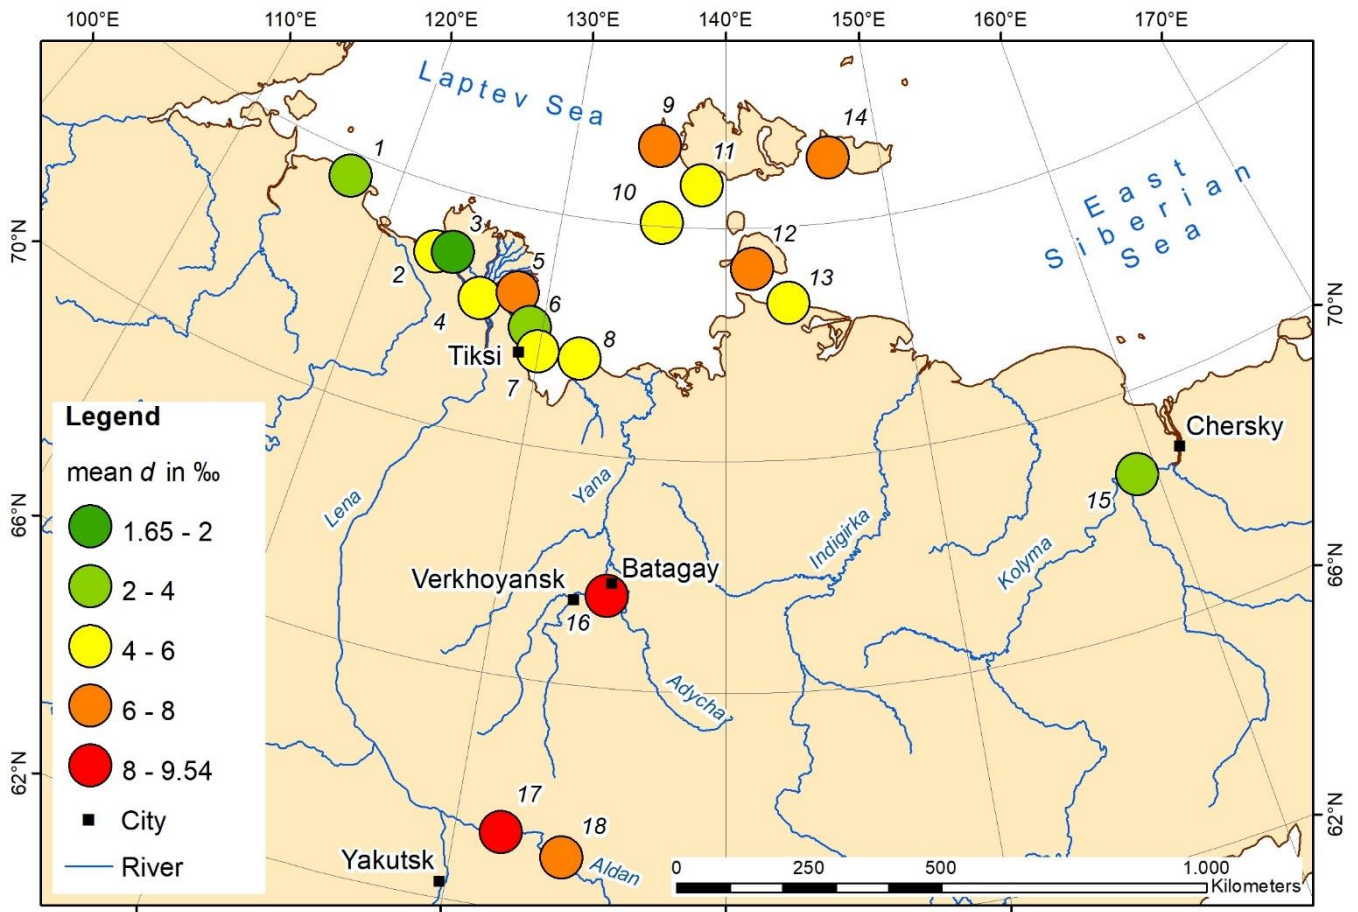 100°E 110°E 120°E 130°E 140°E 150°E 160°E 170°E
Laptev Sea
9
14
1
11
10
East
Siberian
Sea
70°N
3
12
2
5
13
70°N
4
6
8
Tiksi
7
Legend
Chersky
mean d in ‰
Yana
15
66°N
Lena
Indigirka
1.65 - 2
Kolyma
66°N
Batagay
2 - 4
Verkhoyansk
16
4 - 6
Adycha
6 - 8
62°N
8 - 9.54
17
62°N
City
18
Yakutsk
Aldan
0 250 500 1.000
River
Kilometers